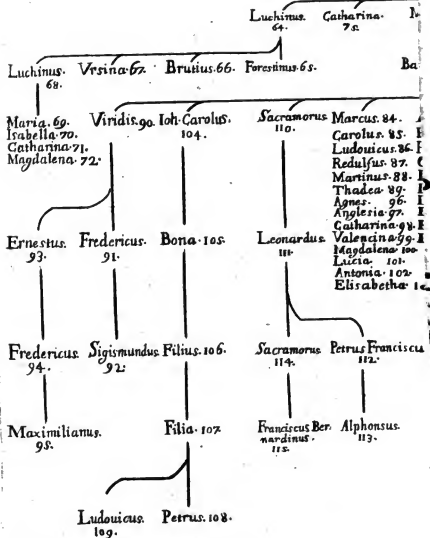 Luchinus. Catharina.
64. 75.
Luchinus. Vrsina 67. Brutius. 66. Forestinus. 65. Ba
68.
Maria. 69. Viridis. 90. Ioh. Carolus. Sacramorus Marcus. 84.
Isabella. 70. 104. 110. Carolus. 85.
Catharina. 71. Ludouicus. 86.
Magdalena. 72. Redulfus. 87.
Martinus. 88.
Thadea. 89.
Agnes. 96.
Anglesia. 97.
Catharina. 98.
Ernestus. Fredericus. Bona. 105. Leonardus. Valencina. 99.
93. 91. 111. Magdalena 100
Lucia. 101.
Antonia. 102.
Elisabetha.
Fredericus. Sigismundus. Filius. 106. Sacramorus. Petrus Franciscu
94. 92. 114. 112.
Maximilianus. Filia. 107. Franciscus Ber Alphonsus.
95. nardinus. 113.
115.
Ludouicus. Petrus. 108.
109.